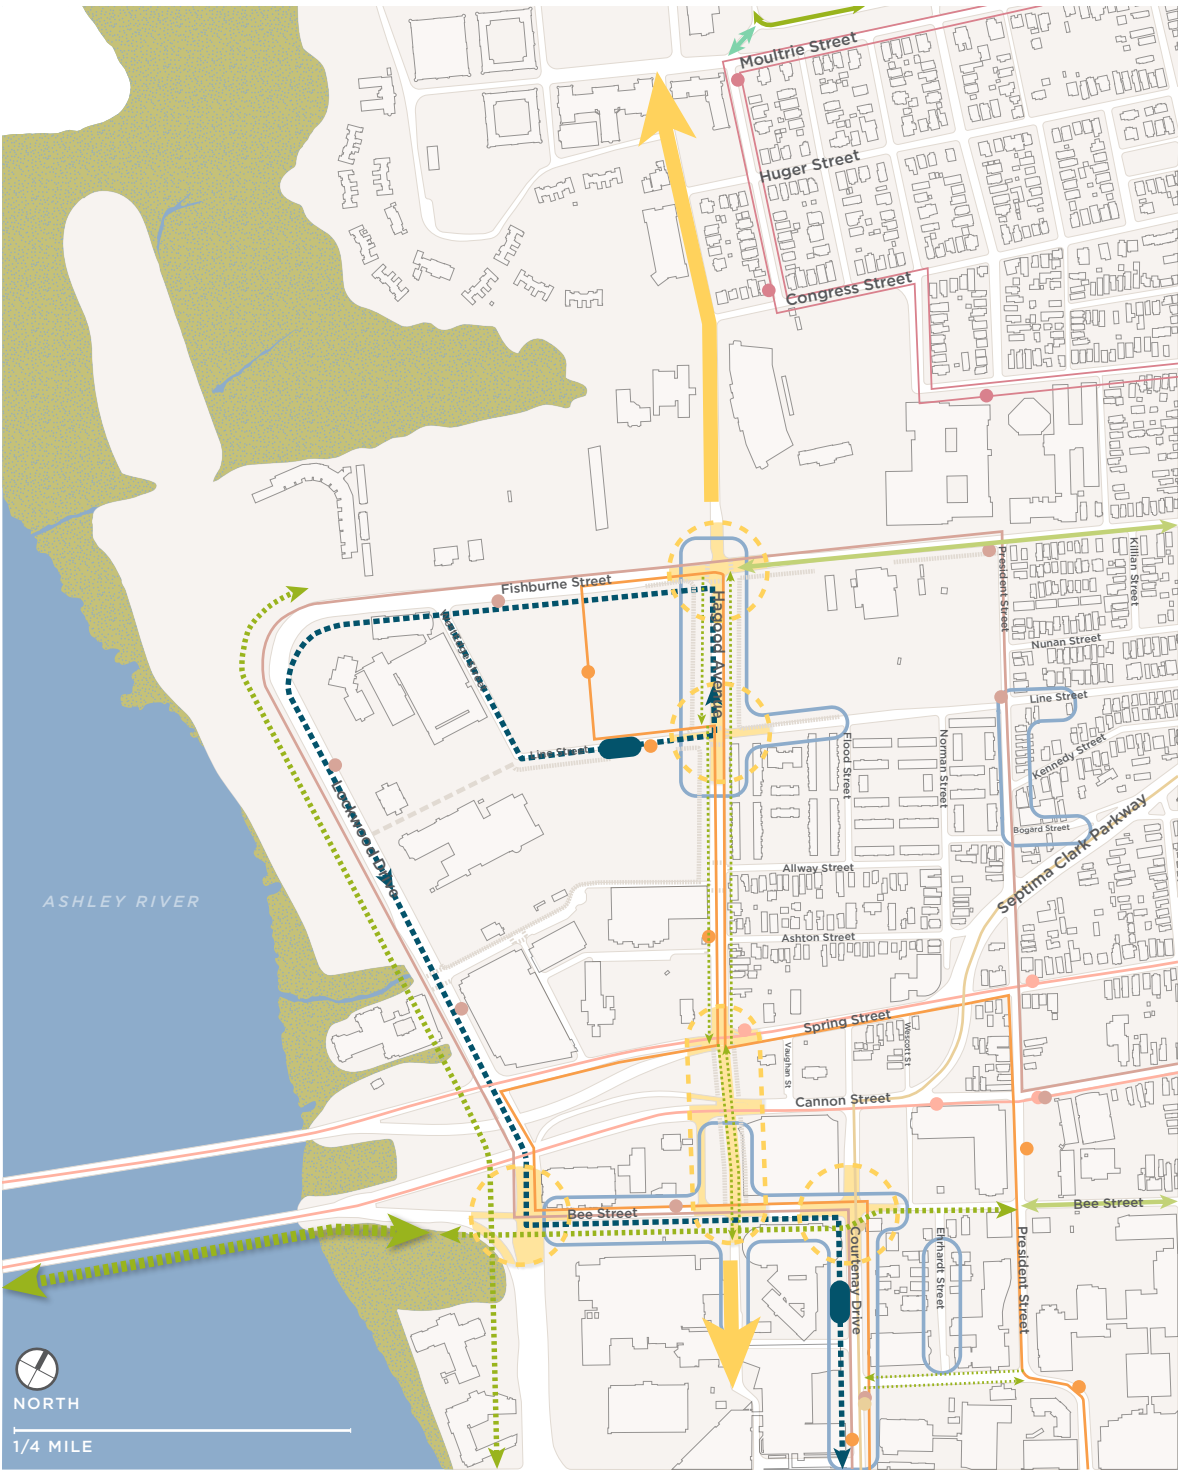 Moultrie Street
Huger Street
Congress Street
Fishburne Street
Hagood Avenue
President Street
Killian Street
Nunan Street
Line Street
Kennedy Street
Bogard Street
Septima Clark Parkway
Line Street
Flood Street
Norman Street
Lockwood Drive
Allway Street
ASHLEY RIVER
Ashton Street
Spring Street
Wescott St
Vaughan St
Cannon Street
Bee Street
Bee Street
Courtenay Drive
Ehrhardt Street
President Street
NORTH
1/4 MILE